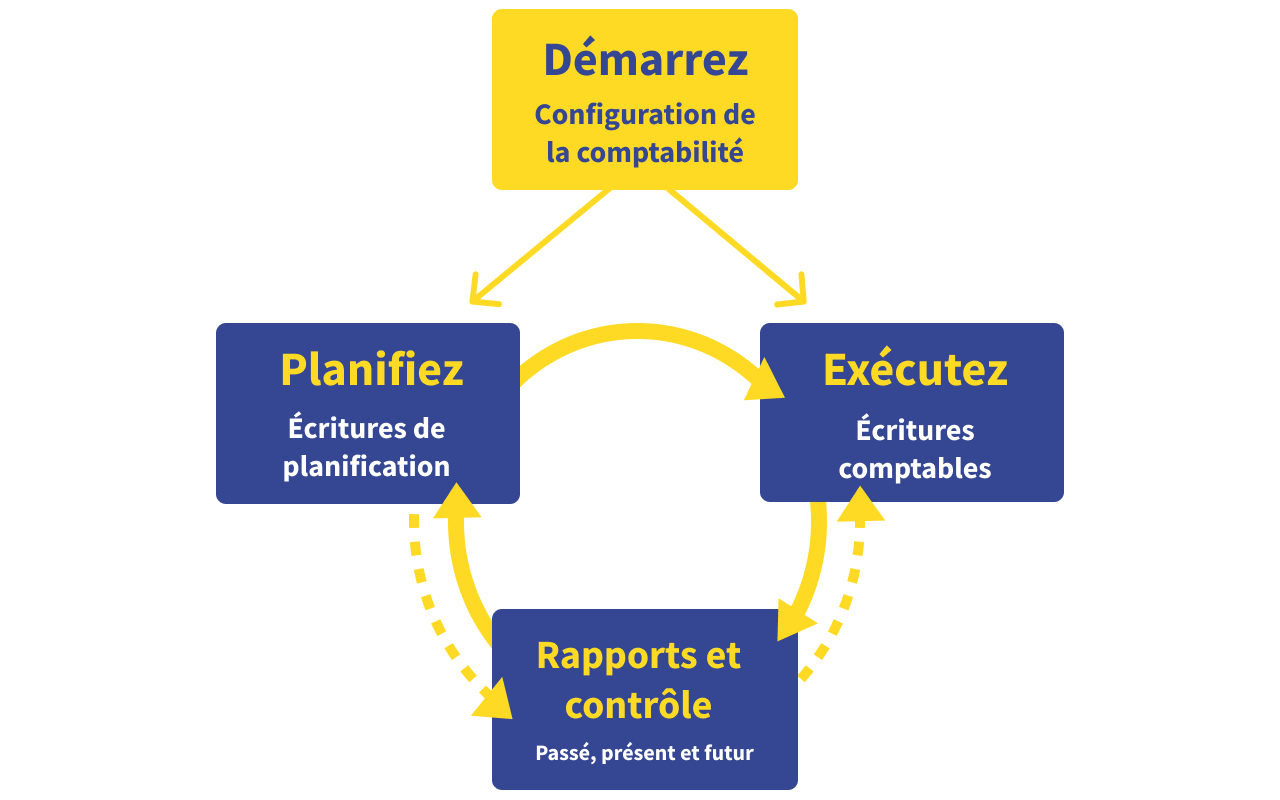 Démarrez
Configuration de
la comptabilité
Planifiez
Écritures de
planification
Exécutez
Écritures
comptables
Rapports et
contrôle
Passé, présent et futur